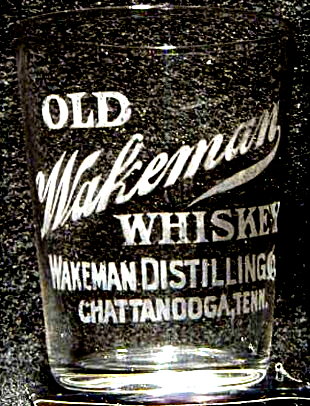 OLD
Wakeman
WHISKEY
WAKEMAN DISTILLING Co
CHATTANOOGA, TENN.